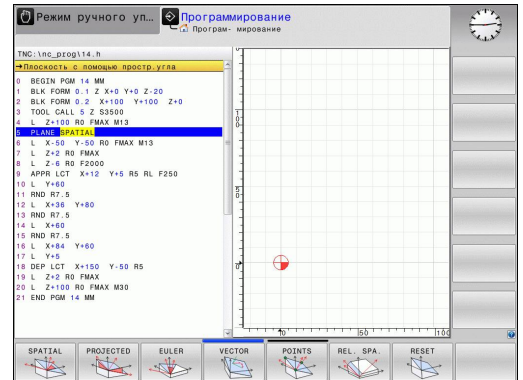 Режим ручного уп…
Программирование
Програм- мирование
TNC:\nc_prog\14.h
→Плоскость с помощью простр.угла
0 BEGIN PGM 14 MM
1 BLK FORM 0.1 Z X+0 Y+0 Z-20
2 BLK FORM 0.2 X+100 Y+100 Z+0
3 TOOL CALL 5 Z S3500
4 L Z+100 R0 FMAX M13
5 PLANE SPATIAL
6 L X-50 Y-50 R0 FMAX M13
7 L Z+2 R0 FMAX
8 L Z-6 R0 F2000
9 APPR LCT X+12 Y+5 R5 RL F250
10 L Y+60
11 RND R7.5
12 L X+36 Y+80
13 RND R7.5
14 L X+60
15 RND R7.5
16 L X+84 Y+60
17 L Y+5
18 DEP LCT X+150 Y-50 R5
19 L Z+2 R0 FMAX
20 L Z+100 R0 FMAX M30
21 END PGM 14 MM
100
50
0
0 50 100
SPATIAL PROJECTED EULER VECTOR POINTS REL. SPA. RESET